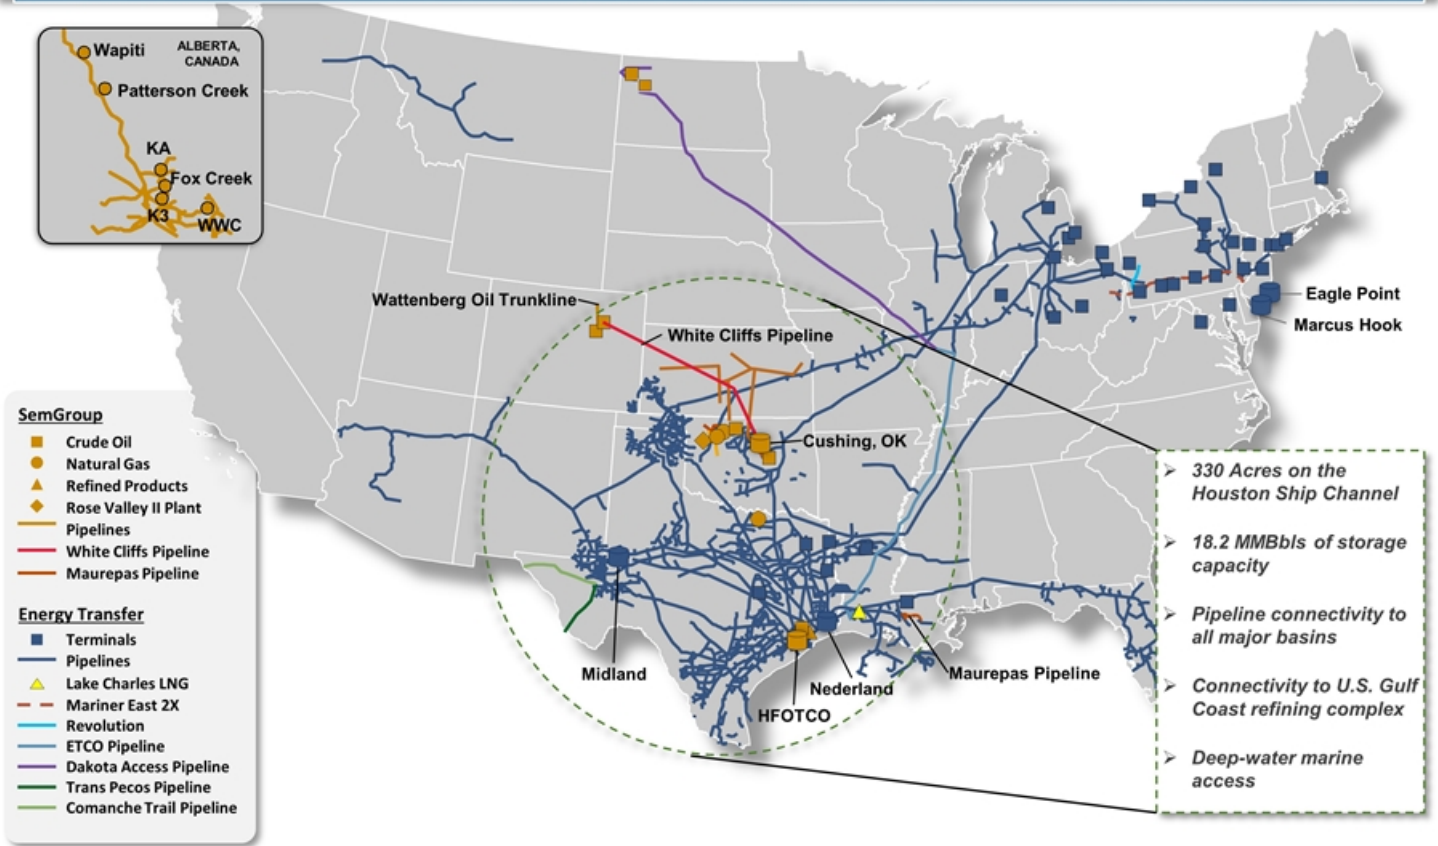 Wapiti
ALBERTA,
CANADA
Patterson Creek
KA
Fox Creek
K3
WWC
Wattenberg Oil Trunkline
White Cliffs Pipeline
Eagle Point
Marcus Hook
Cushing, OK
Midland
Nederland
HFOTCO
Maurepas Pipeline
SemGroup
Crude Oil
Natural Gas
Refined Products
Rose Valley II Plant
Pipelines
White Cliffs Pipeline
Maurepas Pipeline
Energy Transfer
Terminals
Pipelines
Lake Charles LNG
Mariner East 2X
Revolution
ETCO Pipeline
Dakota Access Pipeline
Trans Pecos Pipeline
Comanche Trail Pipeline
➢ 330 Acres on the
Houston Ship Channel
➢ 18.2 MMBbls of storage
capacity
➢ Pipeline connectivity to
all major basins
➢ Connectivity to U.S. Gulf
Coast refining complex
➢ Deep-water marine
access